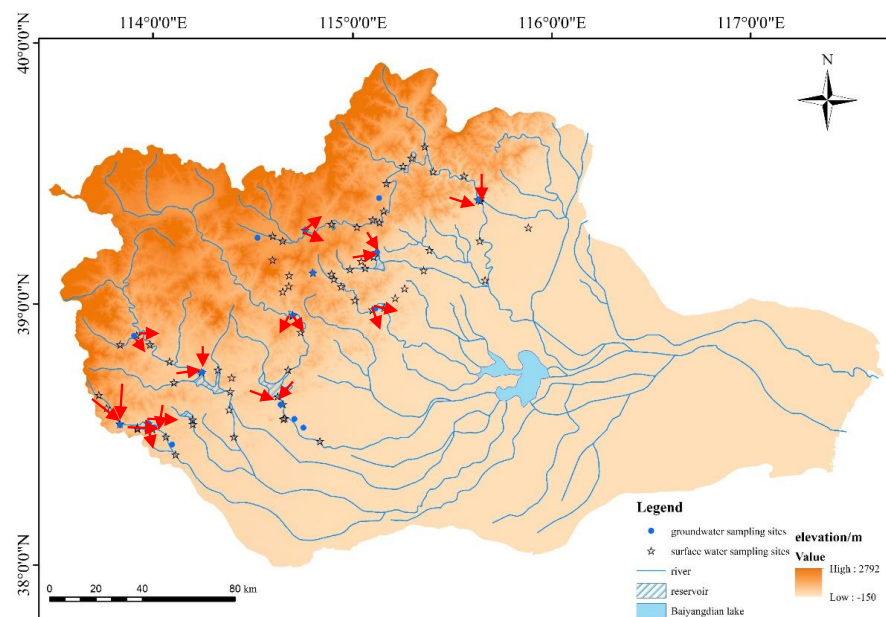 114°0'0"E 115°0'0"E 116°0'0"E 117°0'0"E
40°0'0"N
N
39°0'0"N
38°0'0"N
Legend
groundwater sampling sites
surface water sampling sites
river
reservoir
Baiyangdian lake
elevation/m
Value
High : 2792
Low : -150
0 10 20 40 60 80 km